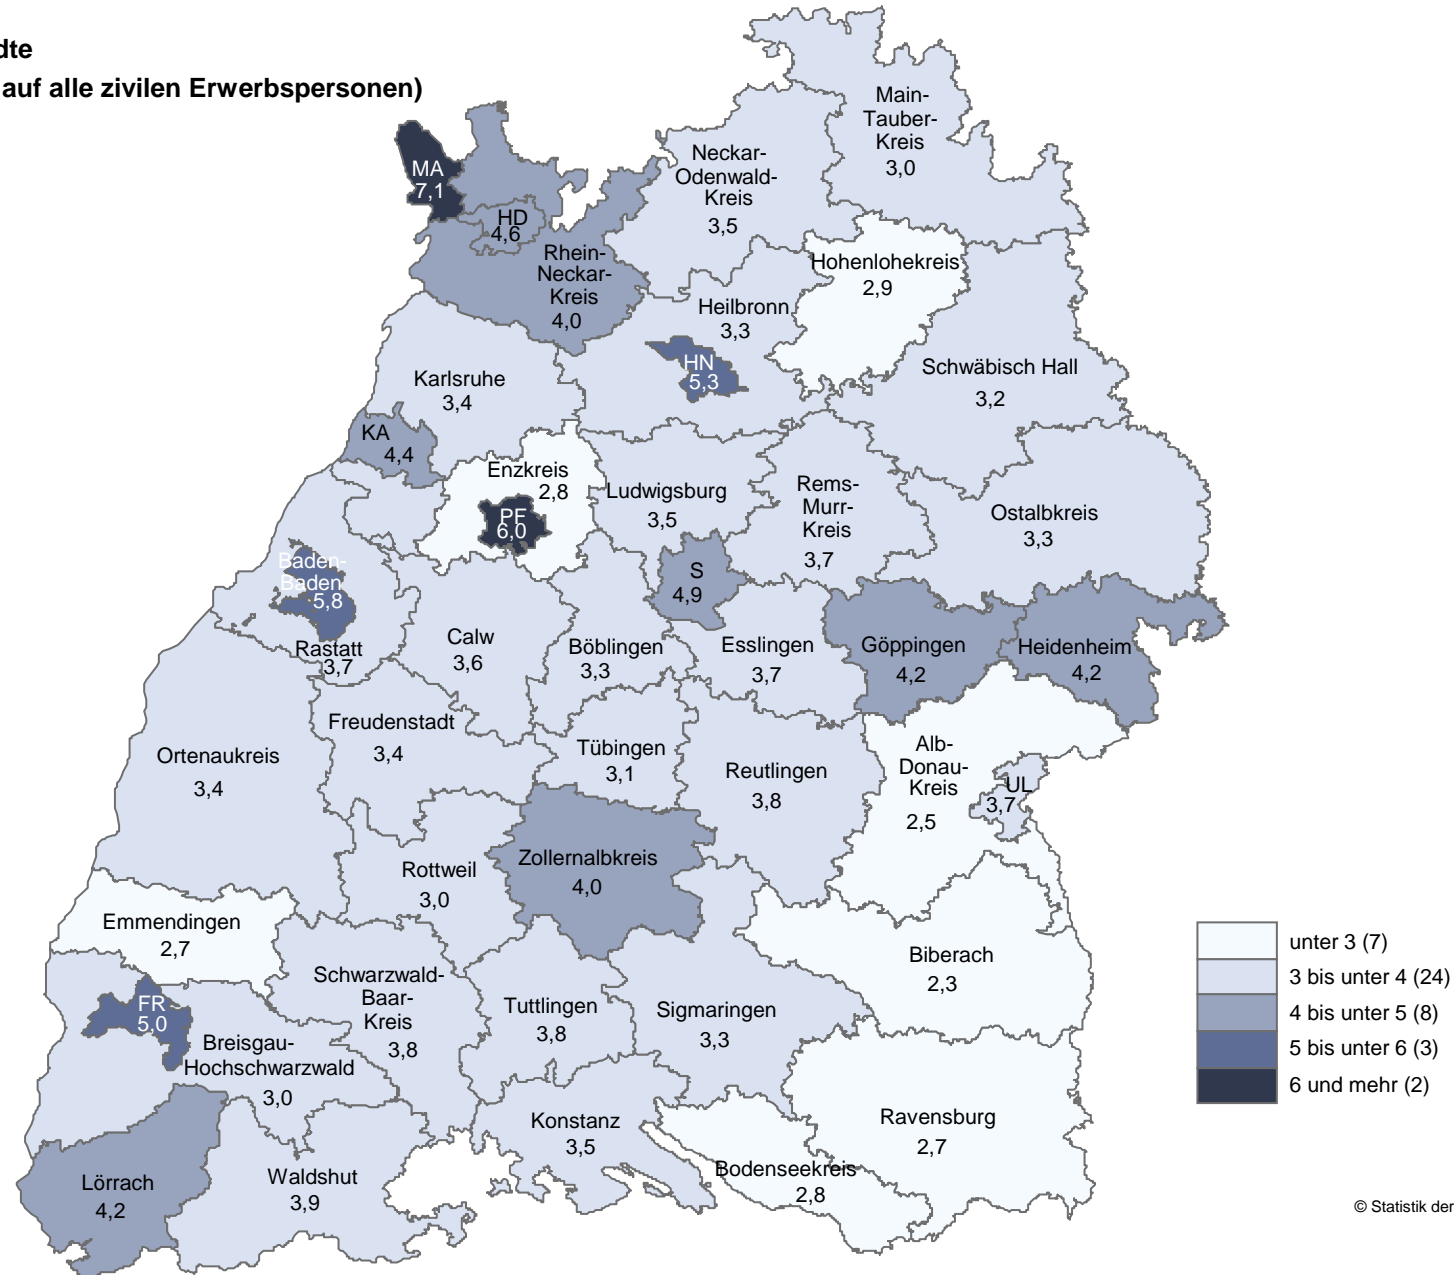 dte
auf alle zivilen Erwerbspersonen)
Main-
Tauber-
Kreis
3,0
Neckar-
Odenwald-
Kreis
3,5
MA
7,1
HD
4,6
Rhein-
Neckar-
Kreis
4,0
Hohenlohekreis
2,9
Heilbronn
3,3
HN
5,3
Schwäbisch Hall
3,2
Karlsruhe
3,4
KA
4,4
Enzkreis
2,8
PF
6,0
Ludwigsburg
3,5
Rems-
Murr-
Kreis
3,7
Ostalbkreis
3,3
Baden-
Baden
5,8
Rastatt
3,7
Calw
3,6
Böblingen
3,3
S
4,9
Esslingen
3,7
Göppingen
4,2
Heidenheim
4,2
Freudenstadt
3,4
Ortenaukreis
3,4
Tübingen
3,1
Reutlingen
3,8
Alb-
Donau-
Kreis
2,5
UL
3,7
Rottweil
3,0
Zollernalbkreis
4,0
Emmendingen
2,7
Biberach
2,3
Schwarzwald-
Baar-
Kreis
3,8
Tuttlingen
3,8
Sigmaringen
3,3
FR
5,0
Breisgau-
Hochschwarzwald
3,0
Konstanz
3,5
Ravensburg
2,7
Bodenseekreis
2,8
Lörrach
4,2
Waldshut
3,9
unter 3 (7)
3 bis unter 4 (24)
4 bis unter 5 (8)
5 bis unter 6 (3)
6 und mehr (2)
© Statistik der